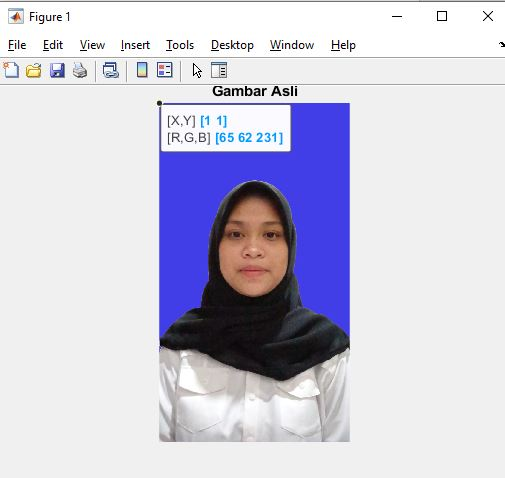 Figure 1
File Edit View Insert Tools Desktop Window Help
Gambar Asli
[X,Y] [1 1]
[R,G,B] [65 62 231]